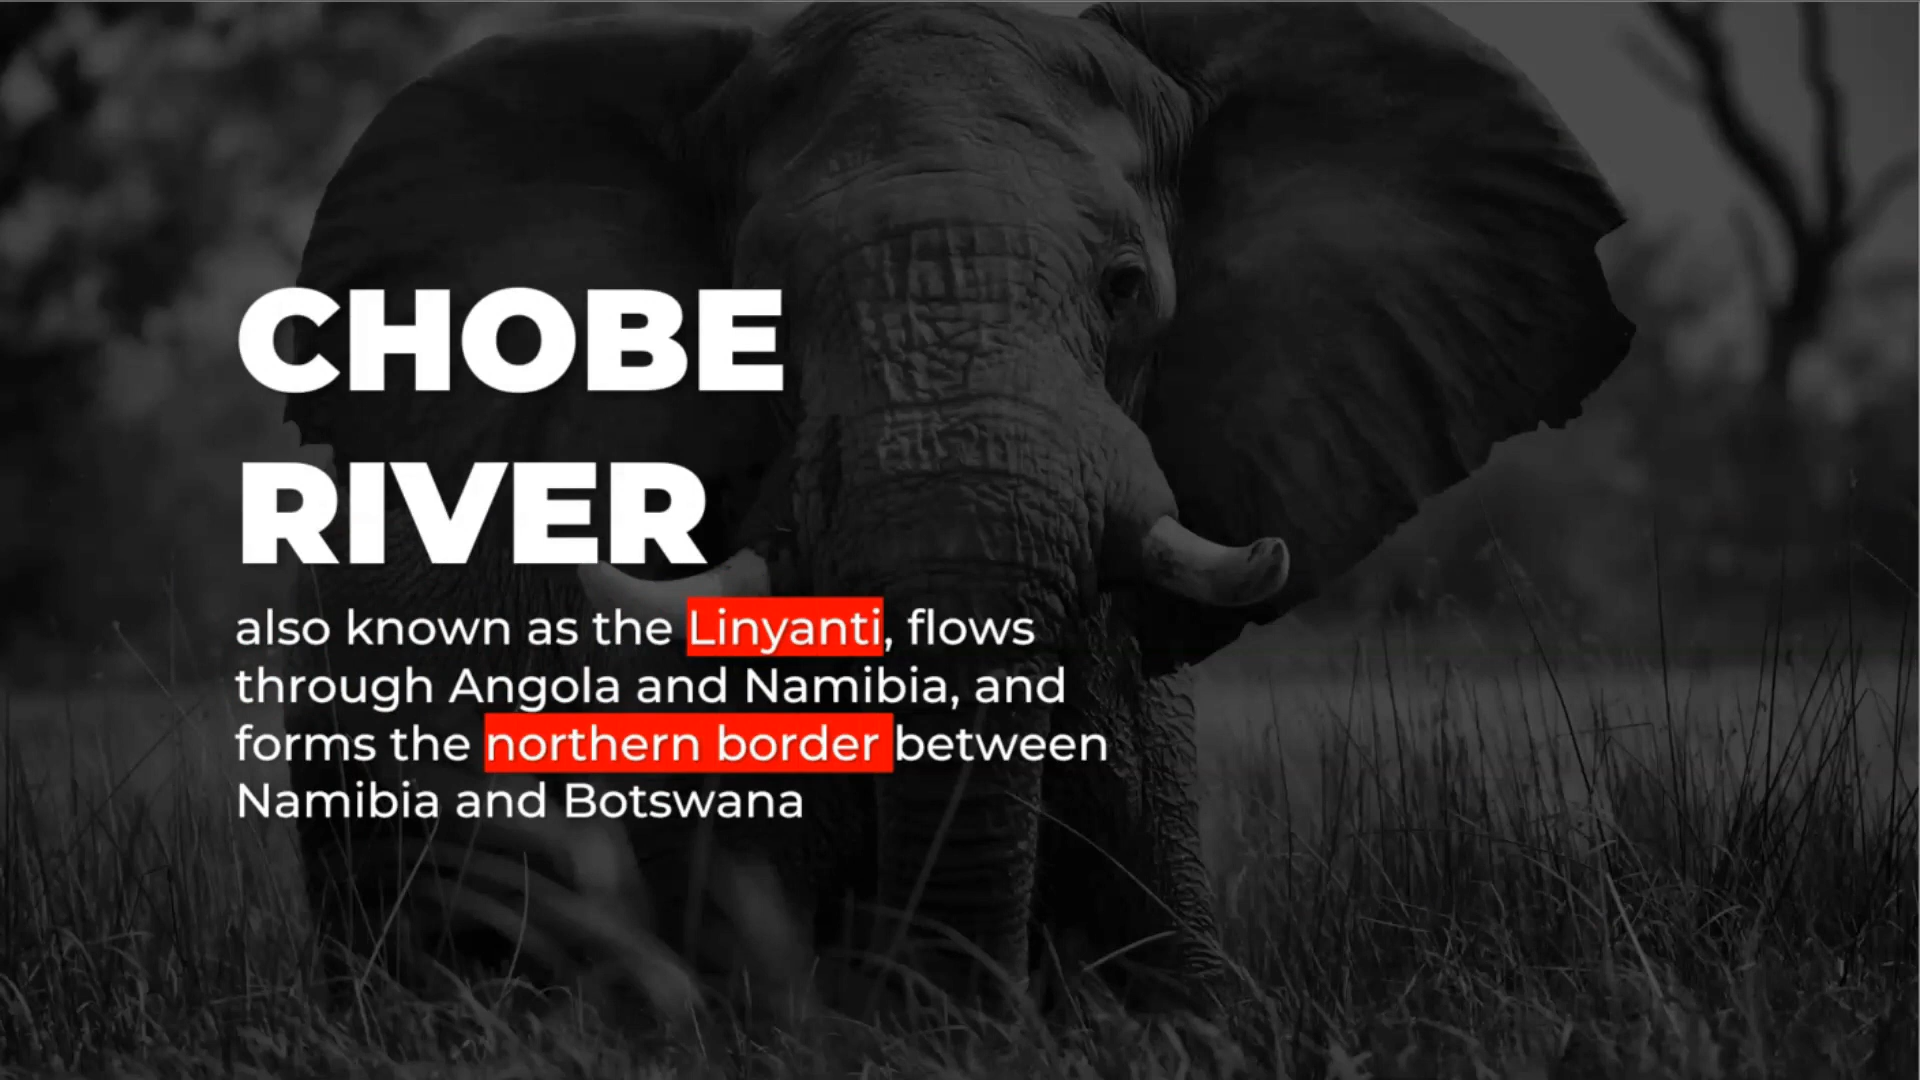 CHOBE
RIVER
also known as the Linyanti, flows
through Angola and Namibia, and
forms the northern border between
Namibia and Botswana